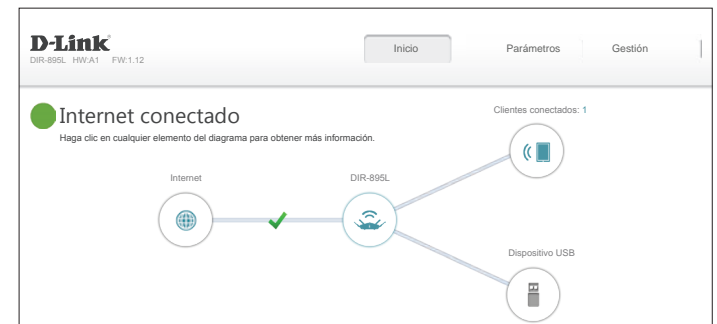 D-Link
DIR-895L HW:A1 FW:1.12
Inicio
Parámetros
Gestión
Internet conectado
Haga clic en cualquier elemento del diagrama para obtener más información.
Clientes conectados: 1
Internet
DIR-895L
Dispositivo USB